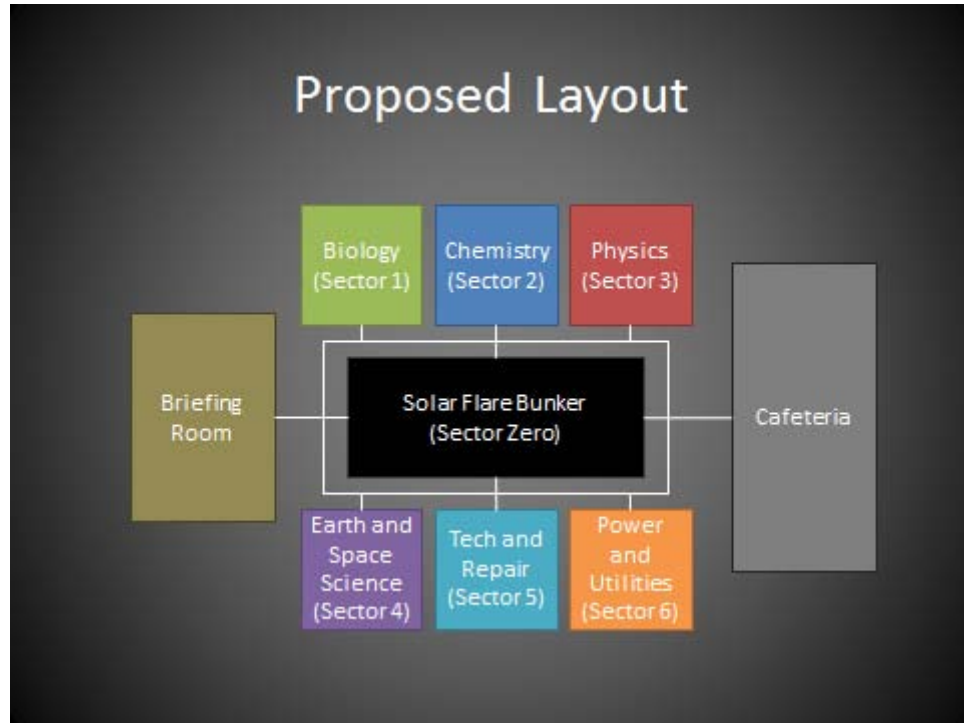 Proposed Layout
Biology
(Sector 1)
Chemistry
(Sector 2)
Physics
(Sector 3)
Briefing
Room
Solar Flare Bunker
(Sector Zero)
Cafeteria
Earth and
Space
Science
(Sector 4)
Tech and
Repair
(Sector 5)
Power
and
Utilities
(Sector 6)